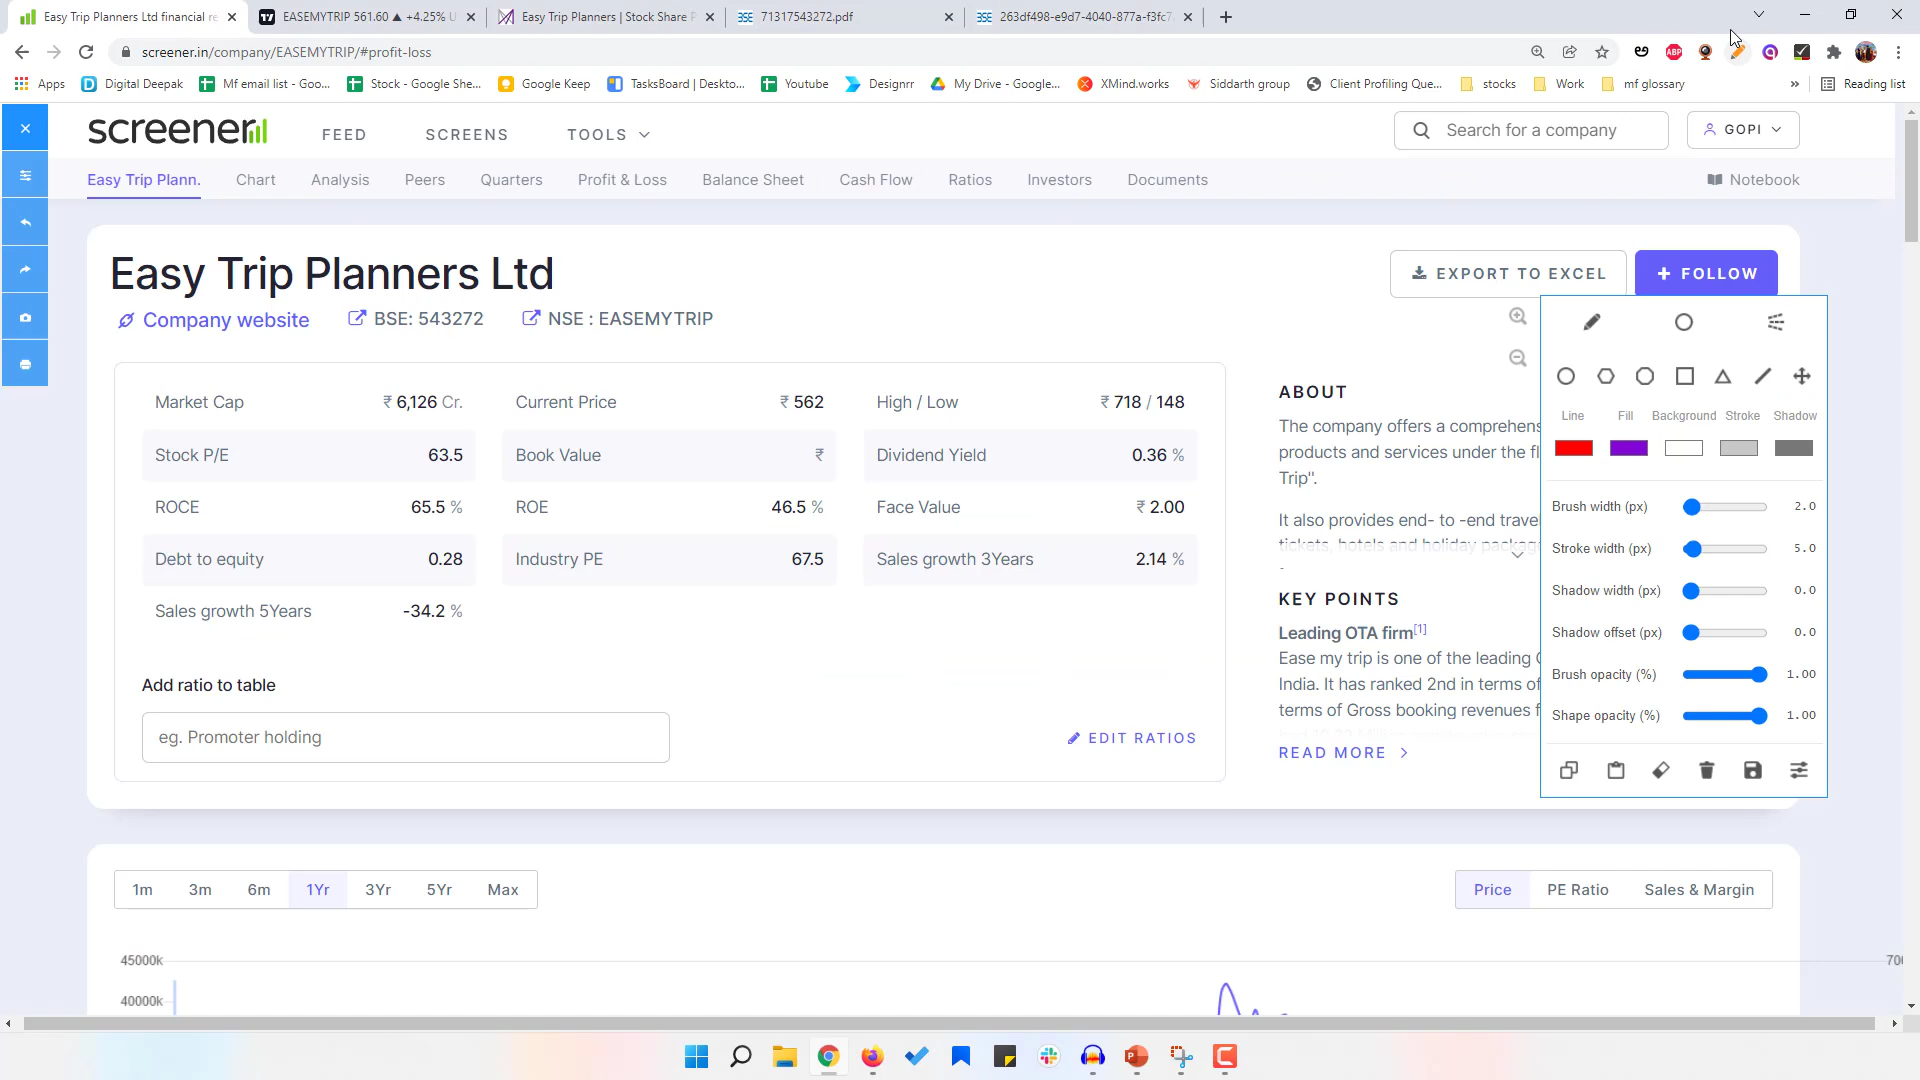 Easy Trip Planners Ltd financial re
EASEMYTRIP 561.60 ▲ +4.25% U
Easy Trip Planners | Stock Share P
71317543272.pdf
263df498-e9d7-4040-877a-f3fc7
screener.in/company/EASEMYTRIP/#profit-loss
Apps
Digital Deepak
Mf email list - Goo...
Stock - Google She...
Google Keep
TasksBoard | Deskto...
Youtube
Designrr
My Drive - Google...
XMind.works
Siddarth group
Client Profiling Que...
stocks
Work
mf glossary
»
Reading list
screener
FEED
SCREENS
TOOLS
Search for a company
GOPI
Easy Trip Plann.
Chart
Analysis
Peers
Quarters
Profit & Loss
Balance Sheet
Cash Flow
Ratios
Investors
Documents
Notebook
Easy Trip Planners Ltd
EXPORT TO EXCEL
+ FOLLOW
Company website
BSE: 543272
NSE : EASEMYTRIP
Market Cap ₹ 6,126 Cr.
Current Price ₹ 562
High / Low ₹ 718 / 148
Stock P/E 63.5
Book Value ₹
Dividend Yield 0.36 %
ROCE 65.5 %
ROE 46.5 %
Face Value ₹ 2.00
Debt to equity 0.28
Industry PE 67.5
Sales growth 3Years 2.14 %
Sales growth 5Years -34.2 %
Add ratio to table
eg. Promoter holding
EDIT RATIOS
ABOUT
The company offers a comprehens
products and services under the fl
Trip".
It also provides end- to -end trave
tickets, hotels and holiday package
KEY POINTS
Leading OTA firm[1]
Ease my trip is one of the leading
India. It has ranked 2nd in terms of
terms of Gross booking revenues f
READ MORE
Line
Fill
Background
Stroke
Shadow
Brush width (px) 2.0
Stroke width (px) 5.0
Shadow width (px) 0.0
Shadow offset (px) 0.0
Brush opacity (%) 1.00
Shape opacity (%) 1.00
1m
3m
6m
1Yr
3Yr
5Yr
Max
Price
PE Ratio
Sales & Margin
45000k
700
40000k